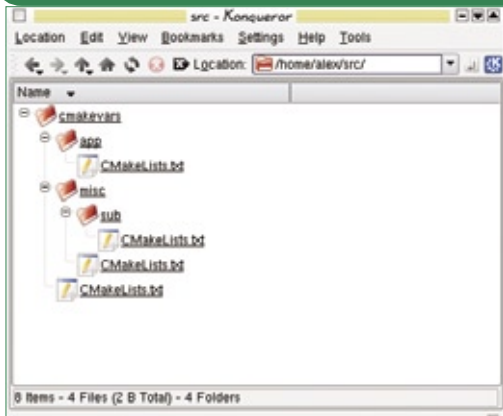 src - Konqueror
Location Edit View Bookmarks Settings Help Tools
Location: /home/alex/src/
Name
cmakevars
app
CMakeLists.txt
misc
sub
CMakeLists.txt
CMakeLists.txt
CMakeLists.txt
8 Items - 4 Files (2 B Total) - 4 Folders